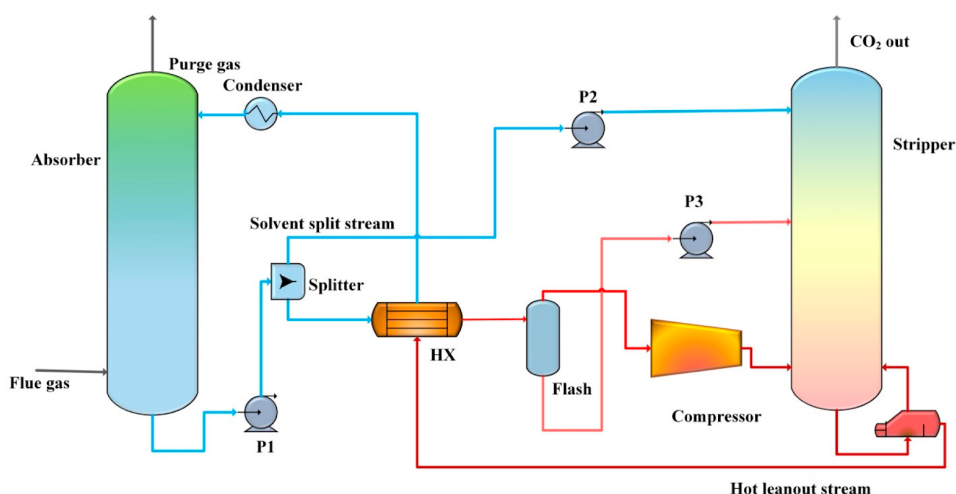 Purge gas
CO₂ out
Condenser
P2
Absorber
Stripper
P3
Solvent split stream
Splitter
HX
Flue gas
Flash
Compressor
P1
Hot leanout stream